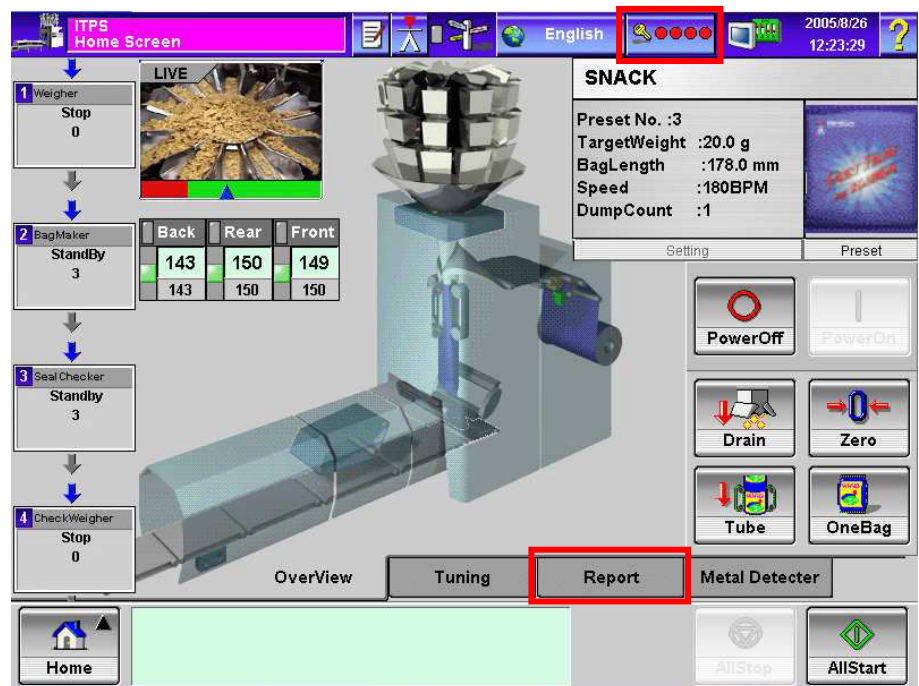 ITPS
Home Screen
English
2005/8/26
12:23:29
?
1 Weigher
Stop
0
LIVE
SNACK
Preset No. :3
TargetWeight :20.0 g
BagLength :178.0 mm
Speed :180BPM
DumpCount :1
Setting
Preset
2 BagMaker
StandBy
3
Back Rear Front
143 150 149
143 150 150
PowerOff
PowerOn
3 SealChecker
Standby
3
Drain
Zero
4 CheckWeigher
Stop
0
Tube
OneBag
OverView
Tuning
Report
Metal Detecter
Home
AllStop
AllStart